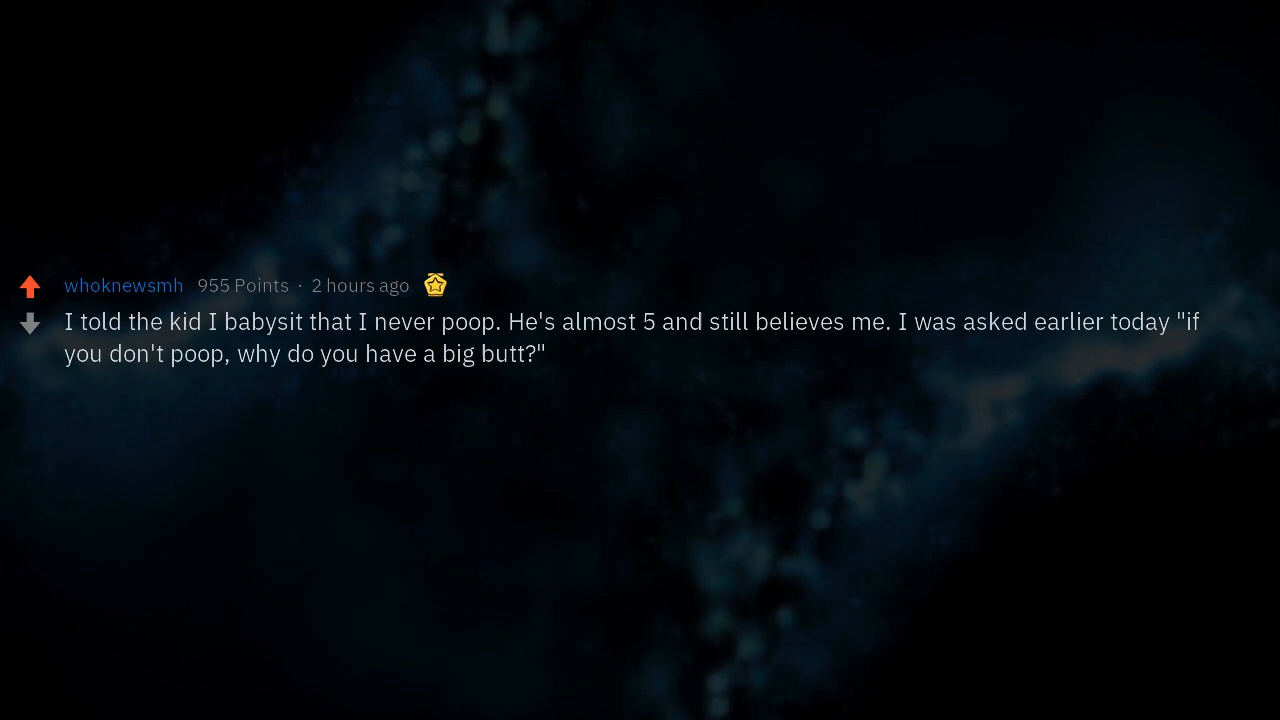 whoknewsmh 955 Points · 2 hours ago
I told the kid I babysit that I never poop. He's almost 5 and still believes me. I was asked earlier today "if
you don't poop, why do you have a big butt?"